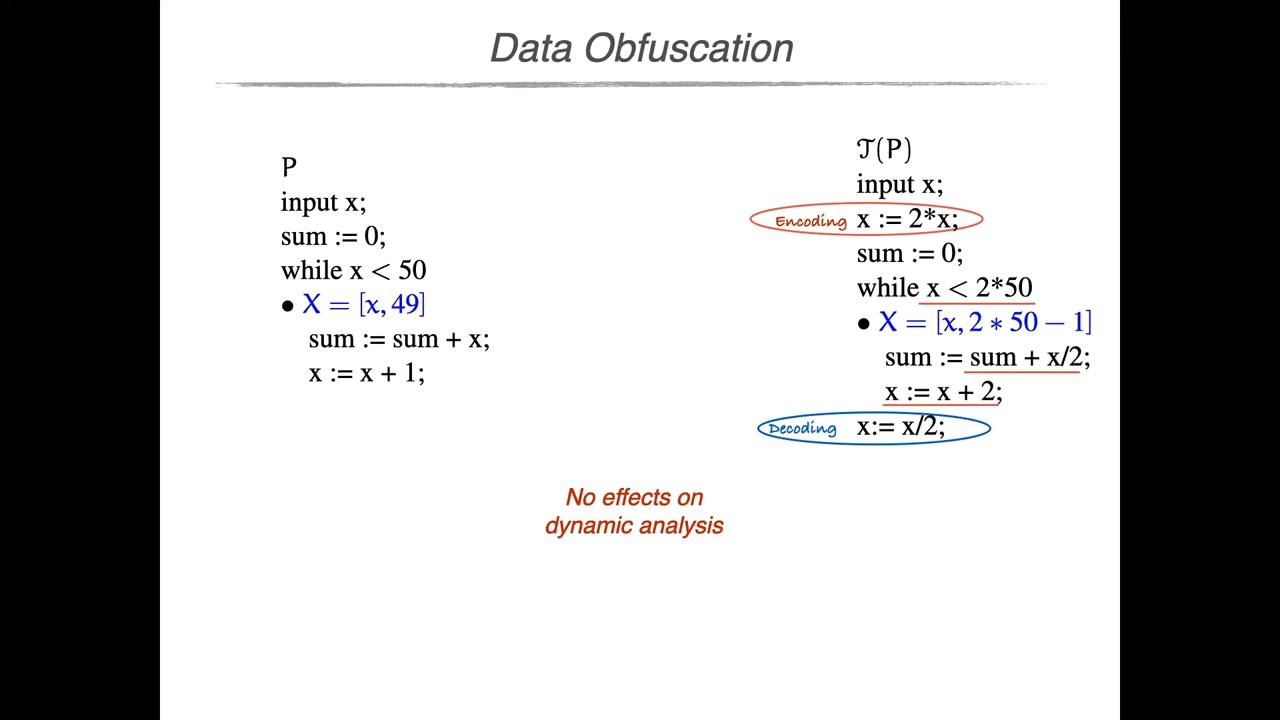 Data Obfuscation
P
input x;
sum := 0;
while x < 50
• X = [x, 49]
sum := sum + x;
x := x + 1;
𝒯(P)
input x;
Encoding x := 2*x;
sum := 0;
while x < 2*50
• X = [x, 2 ∗ 50 − 1]
sum := sum + x/2;
x := x + 2;
Decoding x:= x/2;
No effects on
dynamic analysis